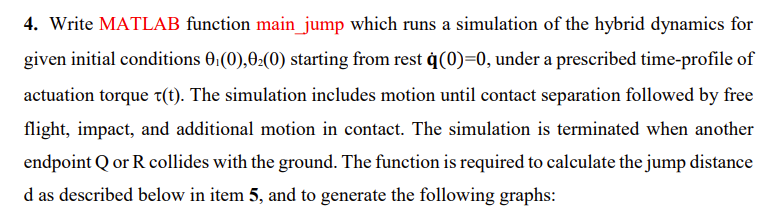 4. Write MATLAB function main_jump which runs a simulation of the hybrid dynamics for
given initial conditions θ₁(0),θ₂(0) starting from rest q̇(0)=0, under a prescribed time-profile of
actuation torque τ(t). The simulation includes motion until contact separation followed by free
flight, impact, and additional motion in contact. The simulation is terminated when another
endpoint Q or R collides with the ground. The function is required to calculate the jump distance
d as described below in item 5, and to generate the following graphs: